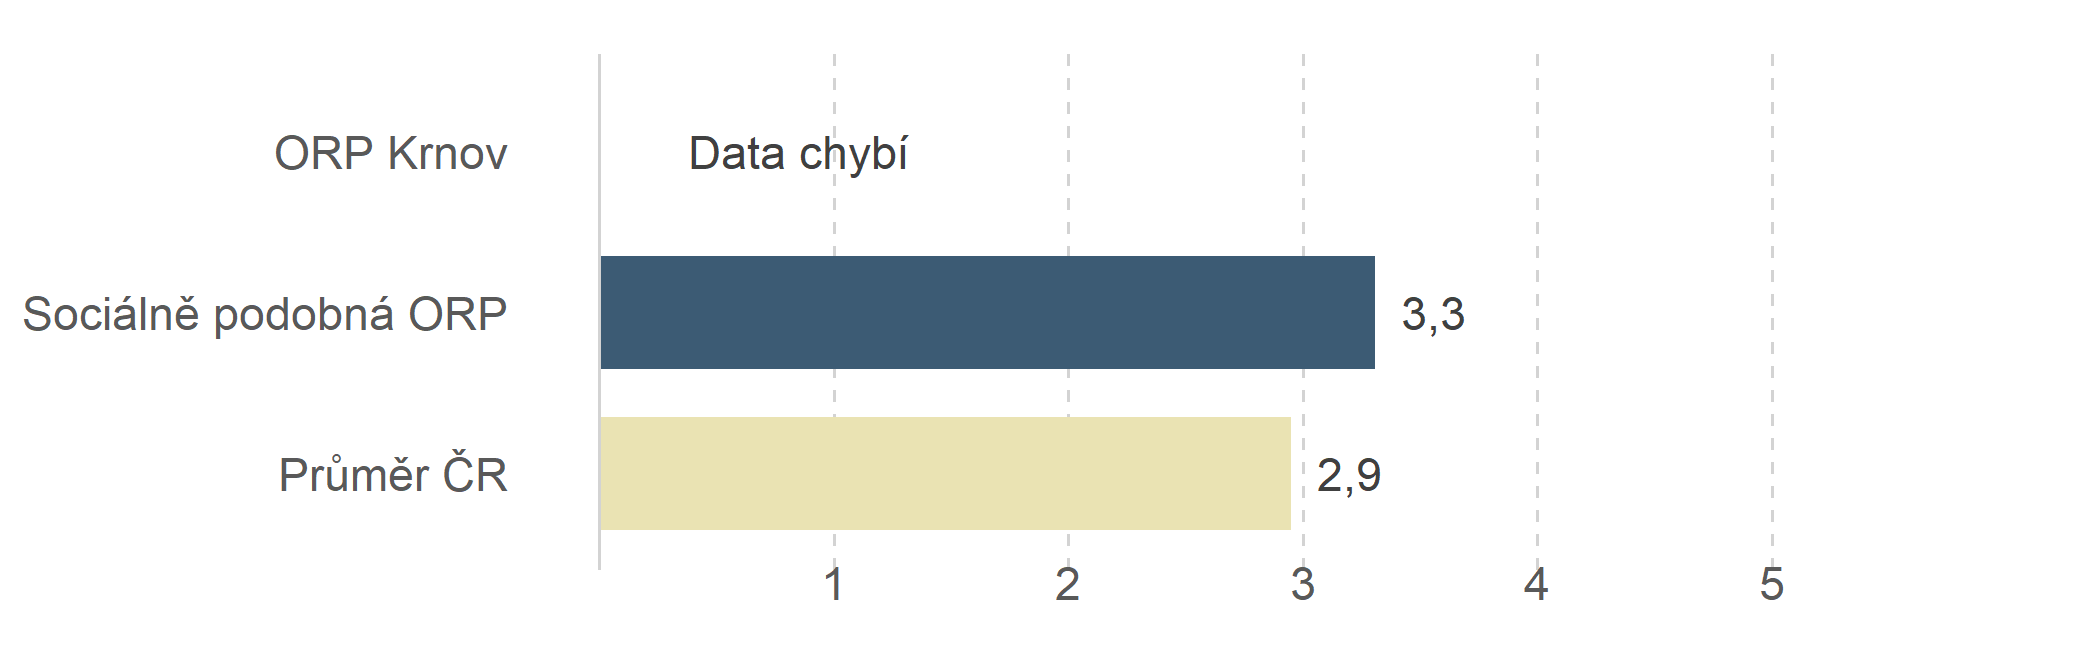 ORP Krnov
Data chybí
Sociálně podobná ORP
3,3
Průměr ČR
2,9
1 2 3 4 5